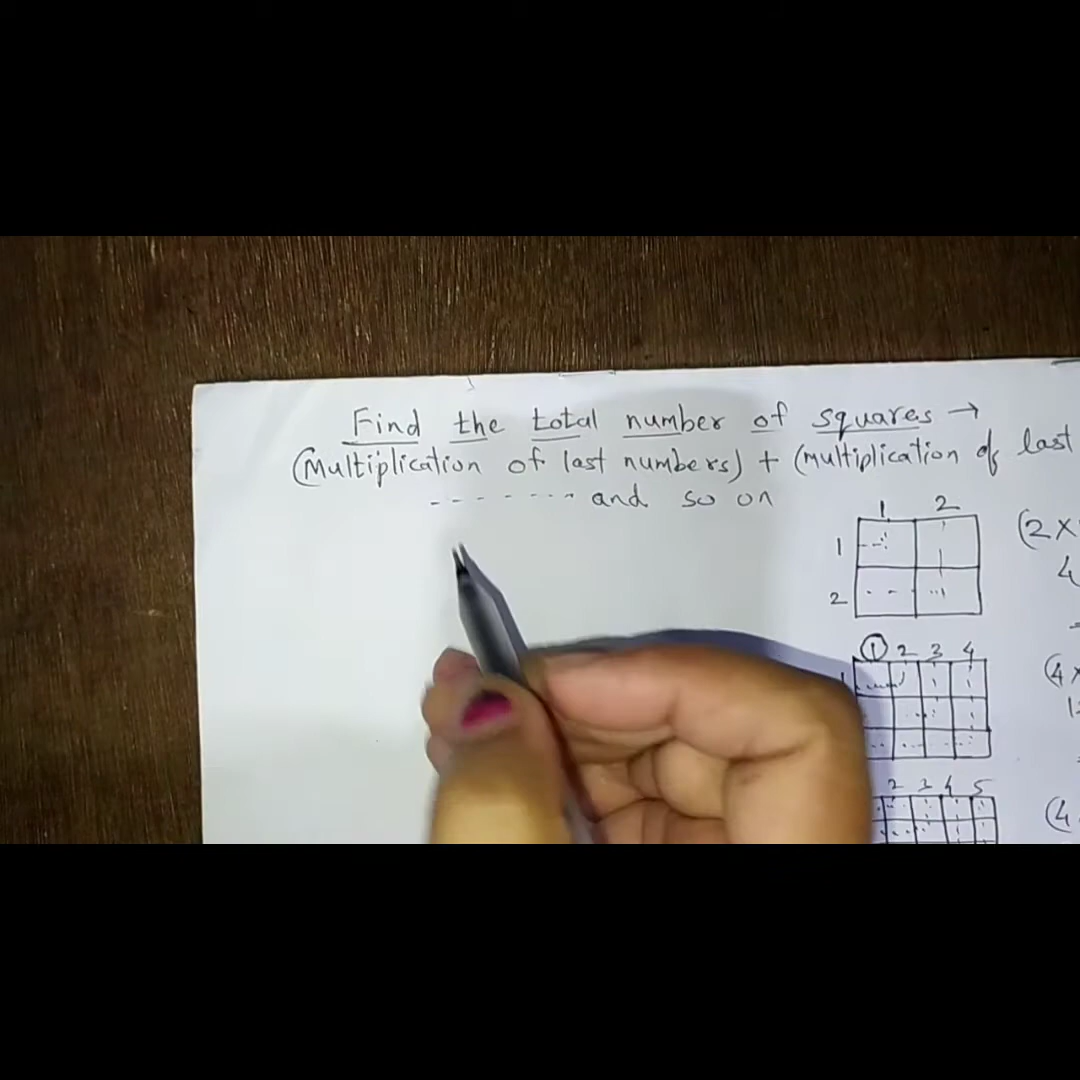 Find the total number of squares →
(Multiplication of last numbers) + (multiplication of last
- - - - - - - and so on
1 2
1
2
(2 ×
4
① 2 3 4
1
(4 ×
2 3 4 5
(4